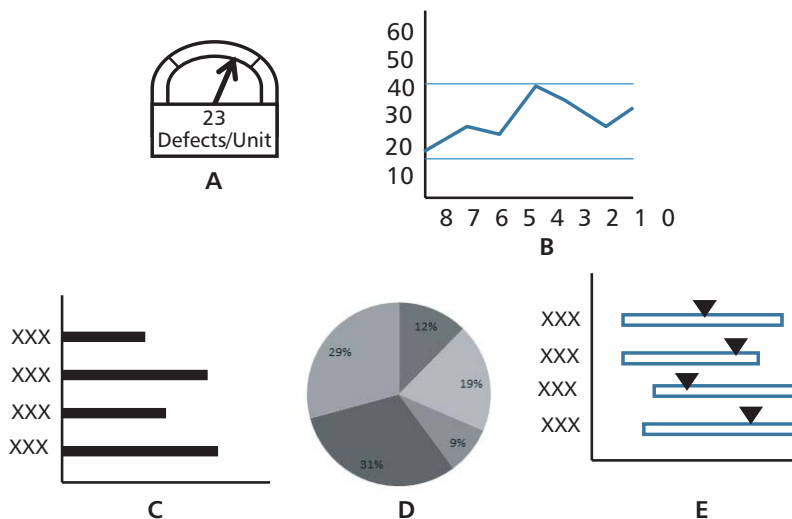 23
Defects/Unit
A
60
50
40
30
20
10
8 7 6 5 4 3 2 1 0
B
XXX
XXX
XXX
XXX
C
12%
19%
9%
31%
29%
D
XXX
XXX
XXX
XXX
E